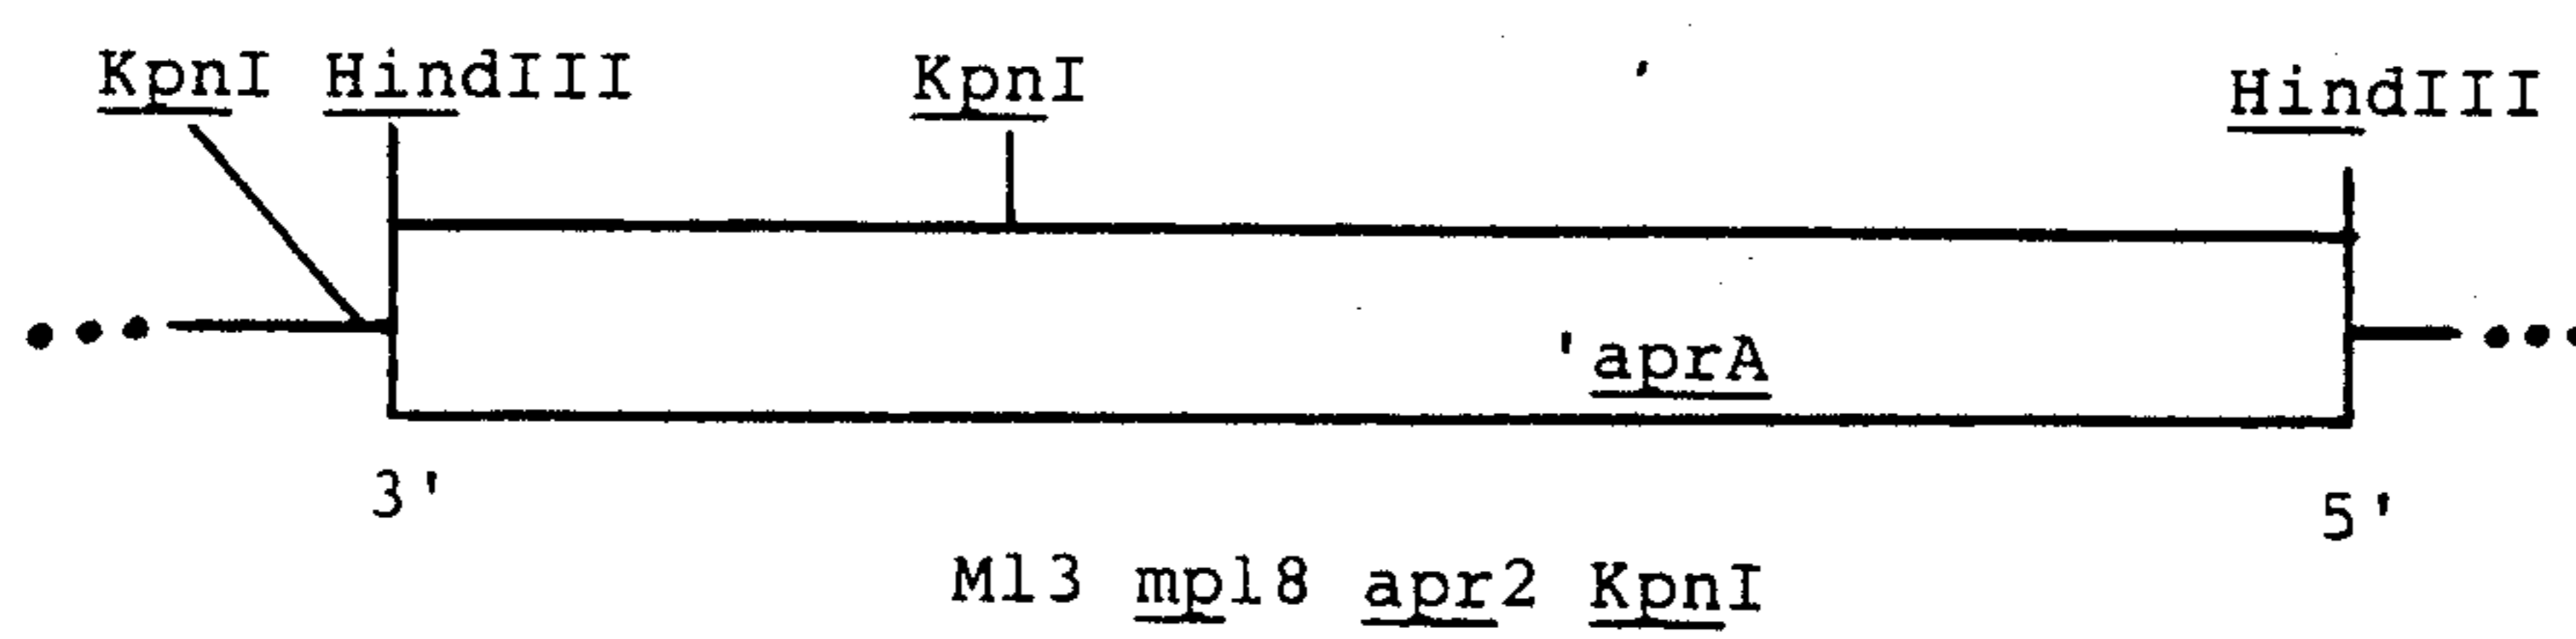 KpnI HindIII KpnI HindIII
'aprA
3' 5'
M13 mp18 apr2 KpnI